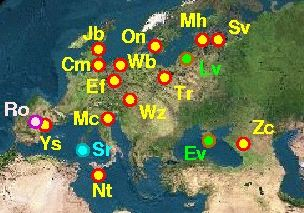 Mh Sv
Jb On
Cm Wb Lv
Ef Tr
Wz
Ro Mc
Ys Sr Ev Zc
Nt